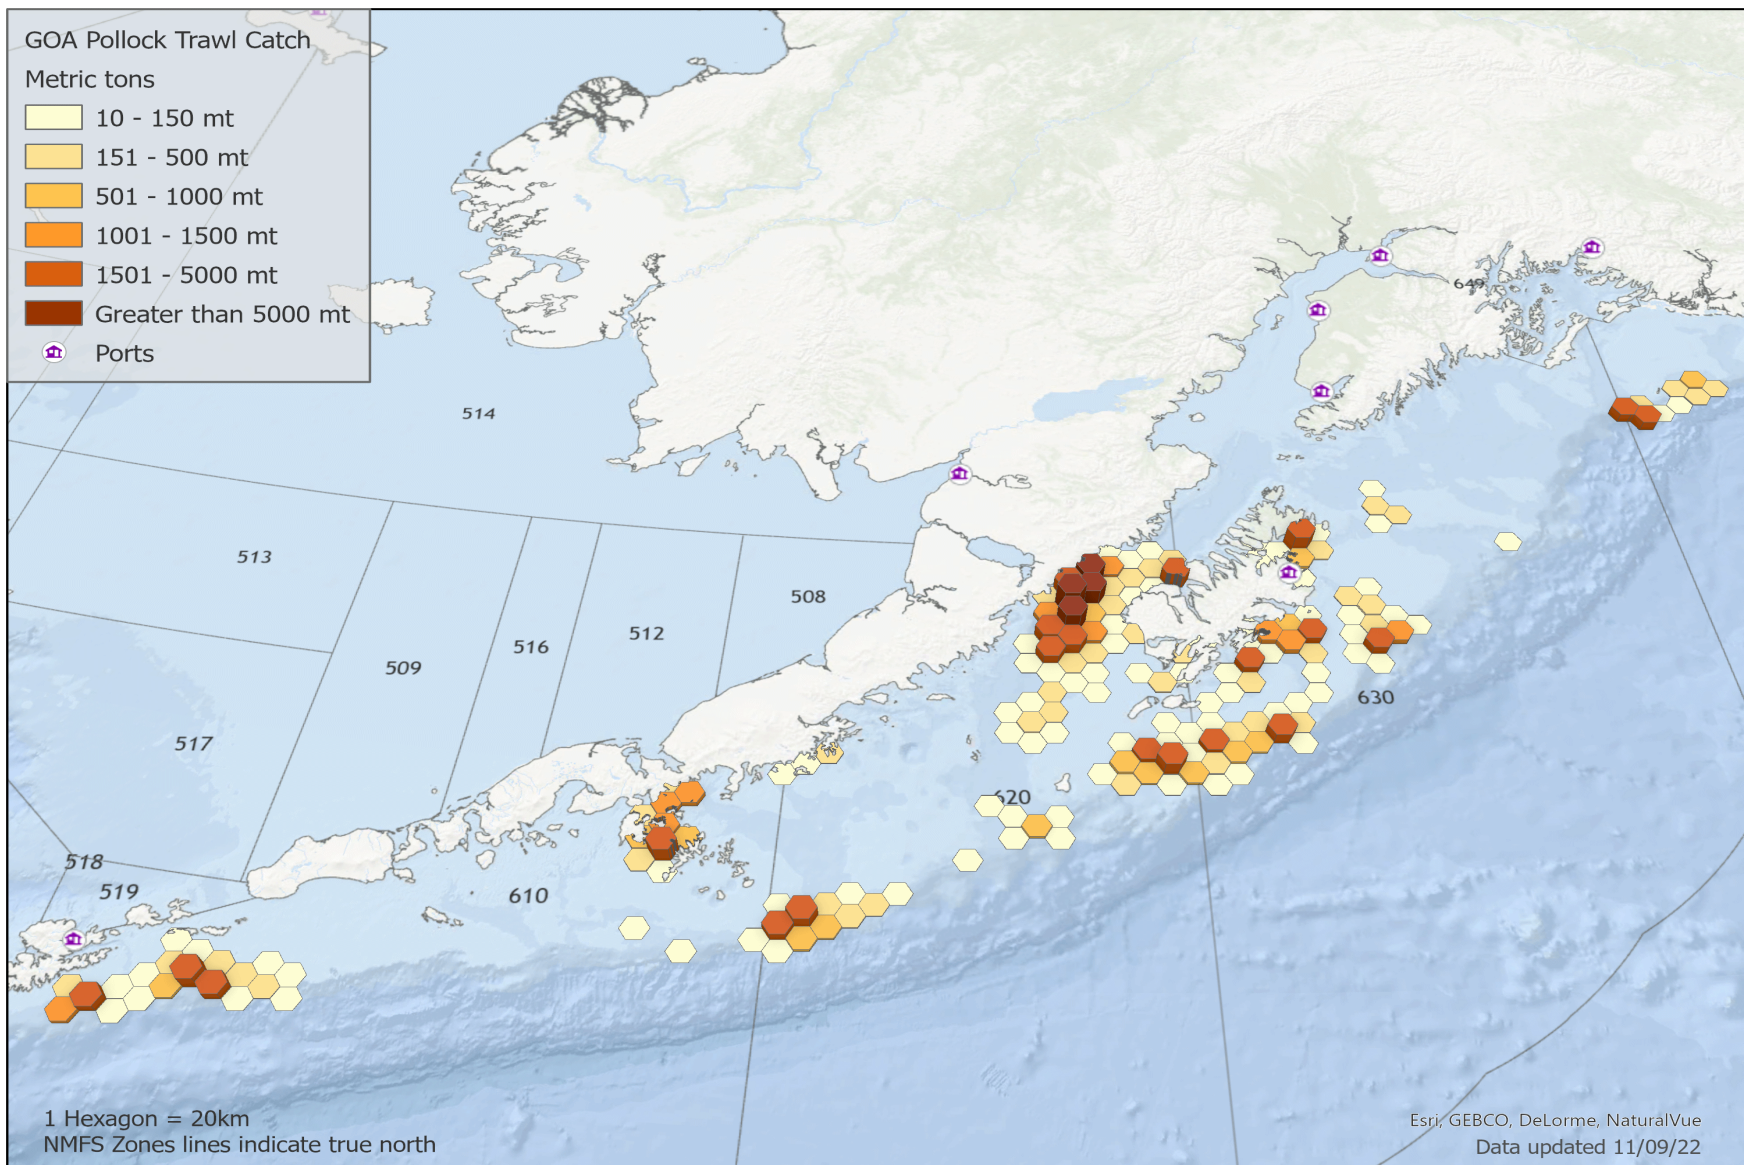 GOA Pollock Trawl Catch
Metric tons
10 - 150 mt
151 - 500 mt
501 - 1000 mt
1001 - 1500 mt
1501 - 5000 mt
Greater than 5000 mt
Ports
649
514
513
508
516
512
509
517
630
620
518
519
610
1 Hexagon = 20km
NMFS Zones lines indicate true north
Esri, GEBCO, DeLorme, NaturalVue
Data updated 11/09/22